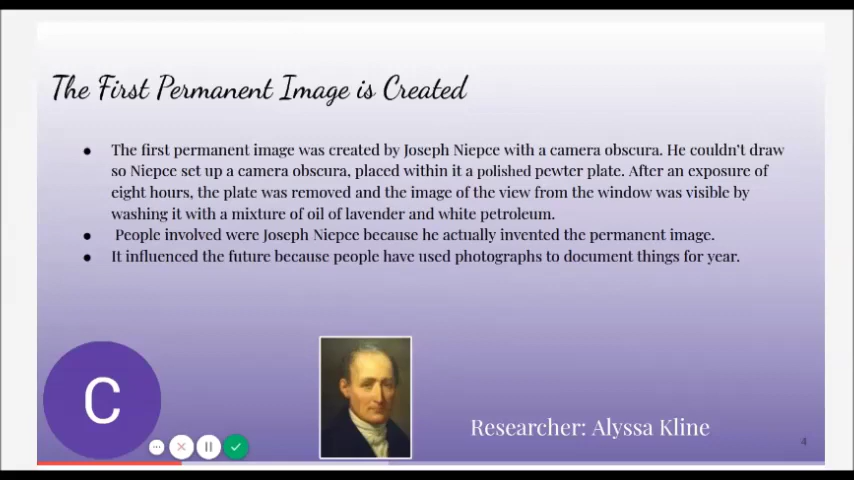 The First Permanent Image is Created
● The first permanent image was created by Joseph Niepce with a camera obscura. He couldn't draw
so Niepce set up a camera obscura, placed within it a polished pewter plate. After an exposure of
eight hours, the plate was removed and the image of the view from the window was visible by
washing it with a mixture of oil of lavender and white petroleum.
● People involved were Joseph Niepce because he actually invented the permanent image.
● It influenced the future because people have used photographs to document things for year.
C
Researcher: Alyssa Kline
4